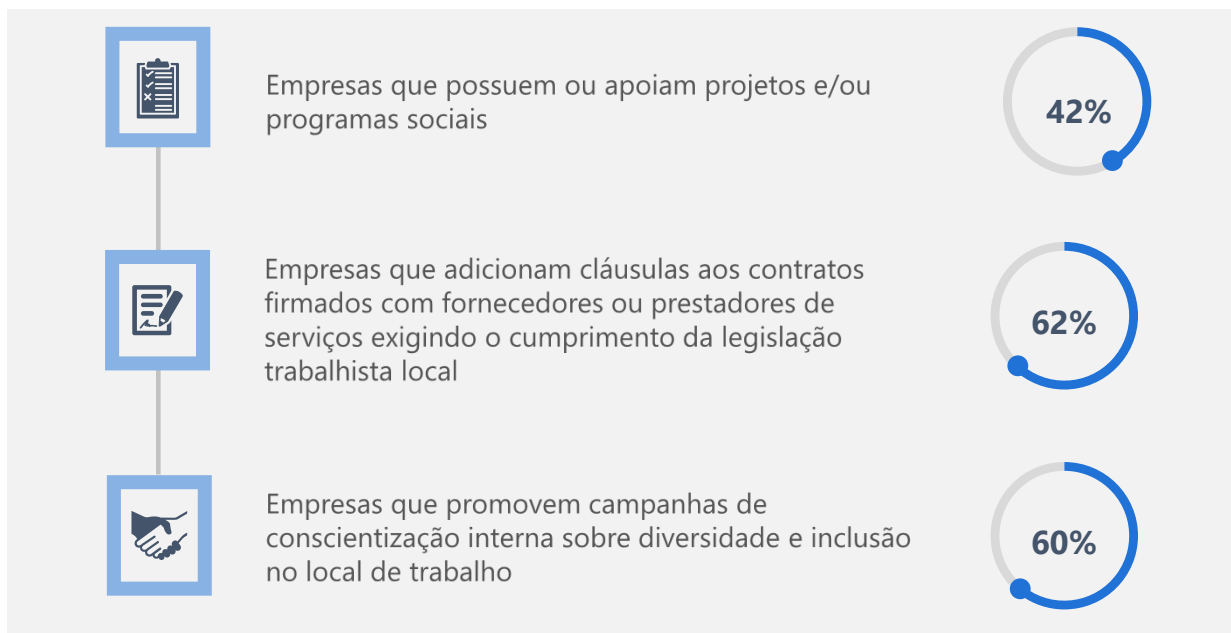 Empresas que possuem ou apoiam projetos e/ou
programas sociais
42%
Empresas que adicionam cláusulas aos contratos
firmados com fornecedores ou prestadores de
serviços exigindo o cumprimento da legislação
trabalhista local
62%
Empresas que promovem campanhas de
conscientização interna sobre diversidade e inclusão
no local de trabalho
60%